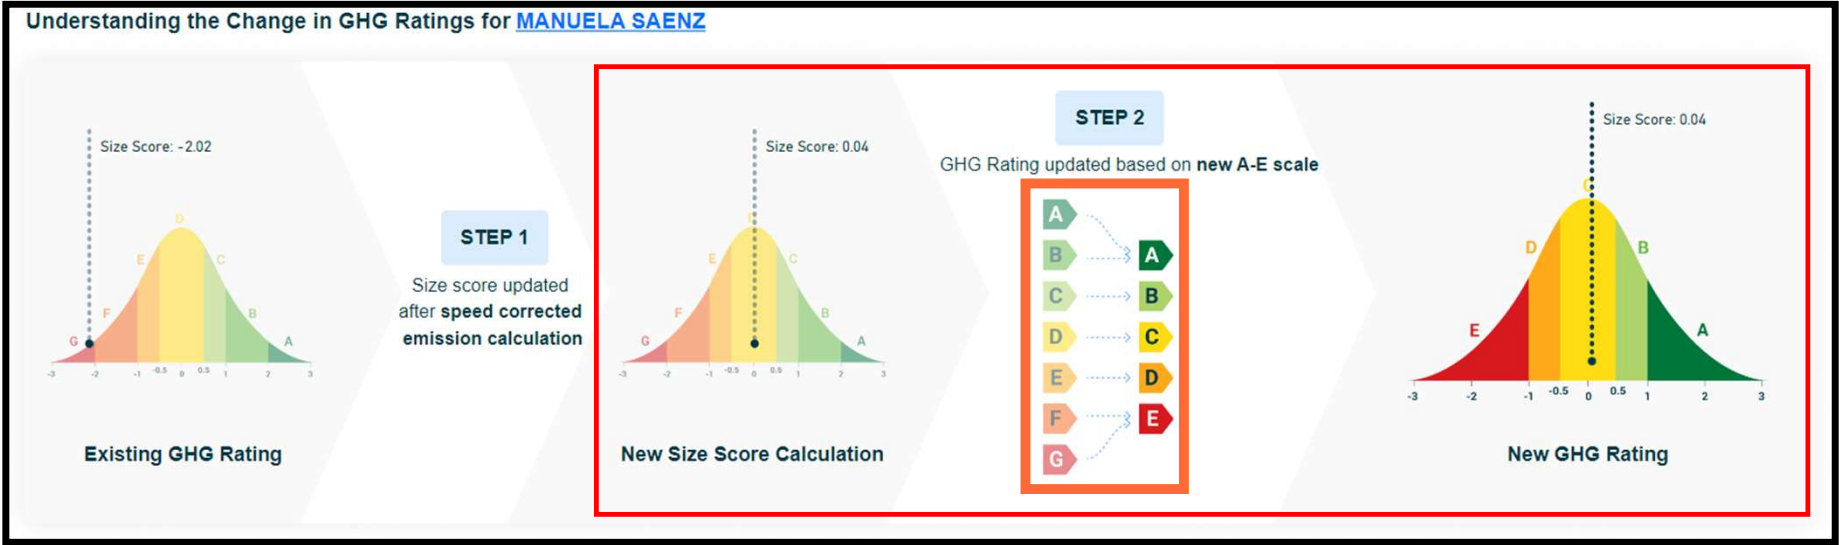 Understanding the Change in GHG Ratings for MANUELA SAENZ
Size Score: -2.02
D
E
C
F
B
G
A
-3
-2
-1
-0.5
0
0.5
1
2
3
Existing GHG Rating
STEP 1
Size score updated
after speed corrected
emission calculation
Size Score: 0.04
D
E
C
F
B
G
A
-3
-2
-1
-0.5
0
0.5
1
2
3
New Size Score Calculation
STEP 2
GHG Rating updated based on new A-E scale
A
B
A
C
B
D
C
E
D
F
E
G
Size Score: 0.04
C
D
B
E
A
-3
-2
-1
-0.5
0
0.5
1
2
3
New GHG Rating